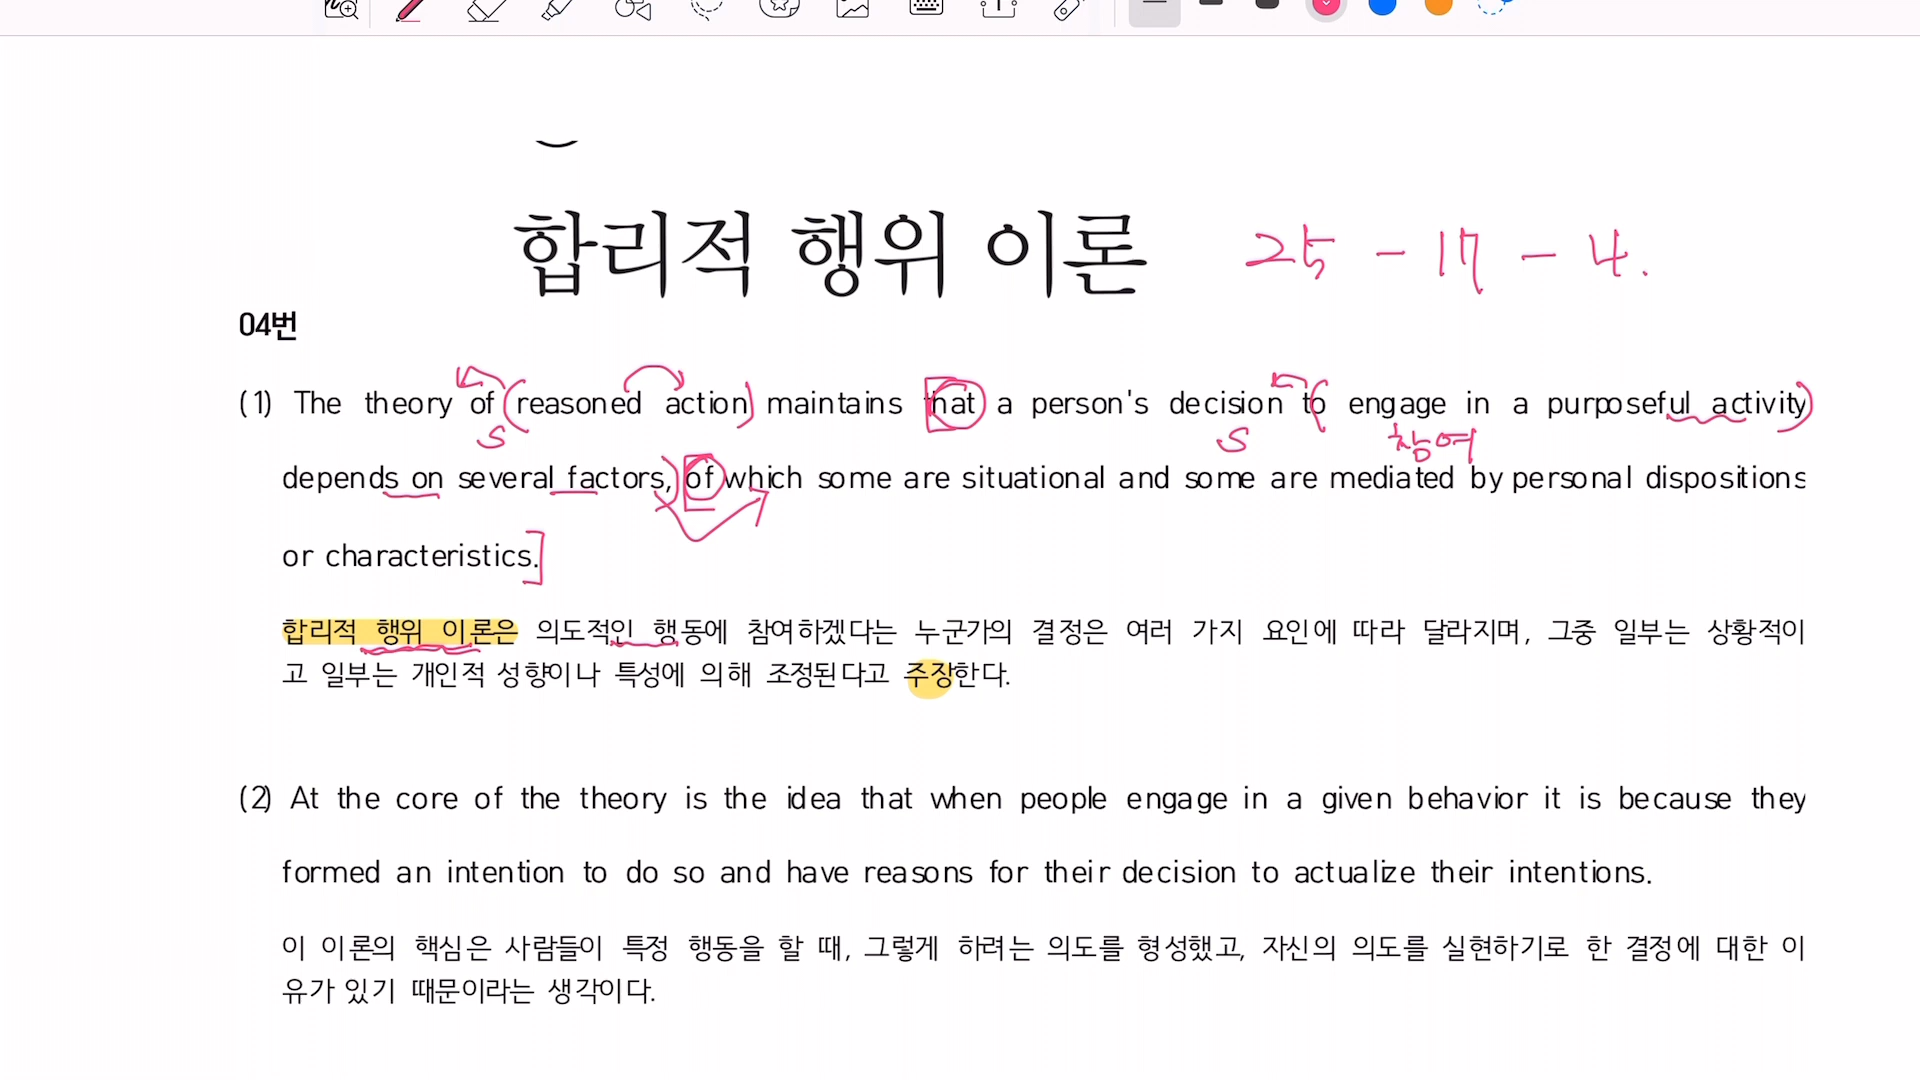 합리적 행위 이론 25 - 17 - 4.
04번
(1) The theory of reasoned action maintains that a person's decision to engage in a purposeful activity
S S 참여
depends on several factors, of which some are situational and some are mediated by personal dispositions
or characteristics.
합리적 행위 이론은 의도적인 행동에 참여하겠다는 누군가의 결정은 여러 가지 요인에 따라 달라지며, 그중 일부는 상황적이
고 일부는 개인적 성향이나 특성에 의해 조정된다고 주장한다.
(2) At the core of the theory is the idea that when people engage in a given behavior it is because they
formed an intention to do so and have reasons for their decision to actualize their intentions.
이 이론의 핵심은 사람들이 특정 행동을 할 때, 그렇게 하려는 의도를 형성했고, 자신의 의도를 실현하기로 한 결정에 대한 이
유가 있기 때문이라는 생각이다.